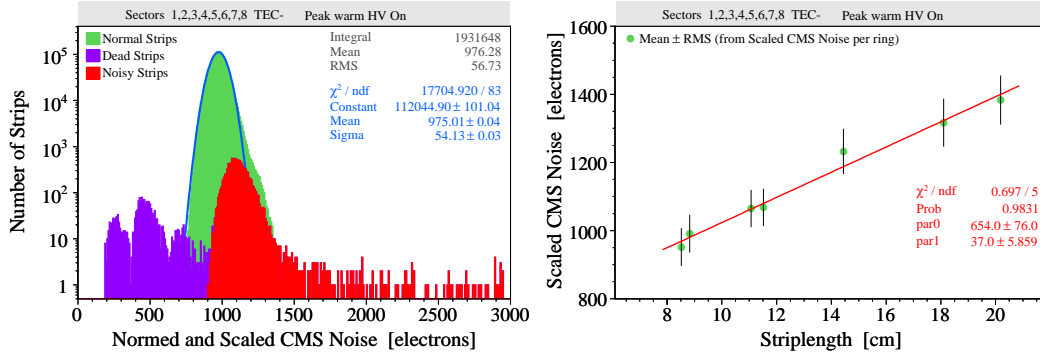 Sectors 1,2,3,4,5,6,7,8 TEC- Peak warm HV On
Normal Strips
Dead Strips
Noisy Strips
Integral 1931648
Mean 976.28
RMS 56.73
χ² / ndf 17704.920 / 83
Constant 112044.90 ± 101.04
Mean 975.01 ± 0.04
Sigma 54.13 ± 0.03
Number of Strips
10⁵
10⁴
10³
10²
10
1
0 500 1000 1500 2000 2500 3000
Normed and Scaled CMS Noise [electrons]
Sectors 1,2,3,4,5,6,7,8 TEC- Peak warm HV On
Mean ± RMS (from Scaled CMS Noise per ring)
Scaled CMS Noise [electrons]
1600
1400
1200
1000
800
χ² / ndf 0.697 / 5
Prob 0.9831
par0 654.0 ± 76.0
par1 37.0 ± 5.859
8 10 12 14 16 18 20
Striplength [cm]